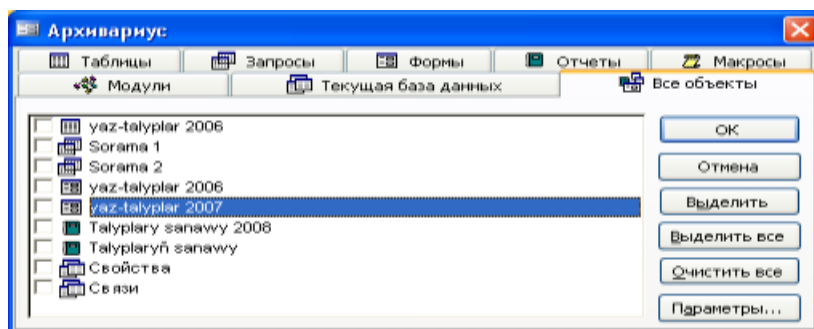 Архивариус
Таблицы Запросы Формы Отчеты Макросы
Модули Текущая база данных Все объекты
yaz-talyplar 2006
Sorama 1
Sorama 2
yaz-talyplar 2006
yaz-talyplar 2007
Talyplary sanawy 2008
Talyplaryň sanawy
Свойства
Связи
ОК
Отмена
Выделить
Выделить все
Очистить все
Параметры...